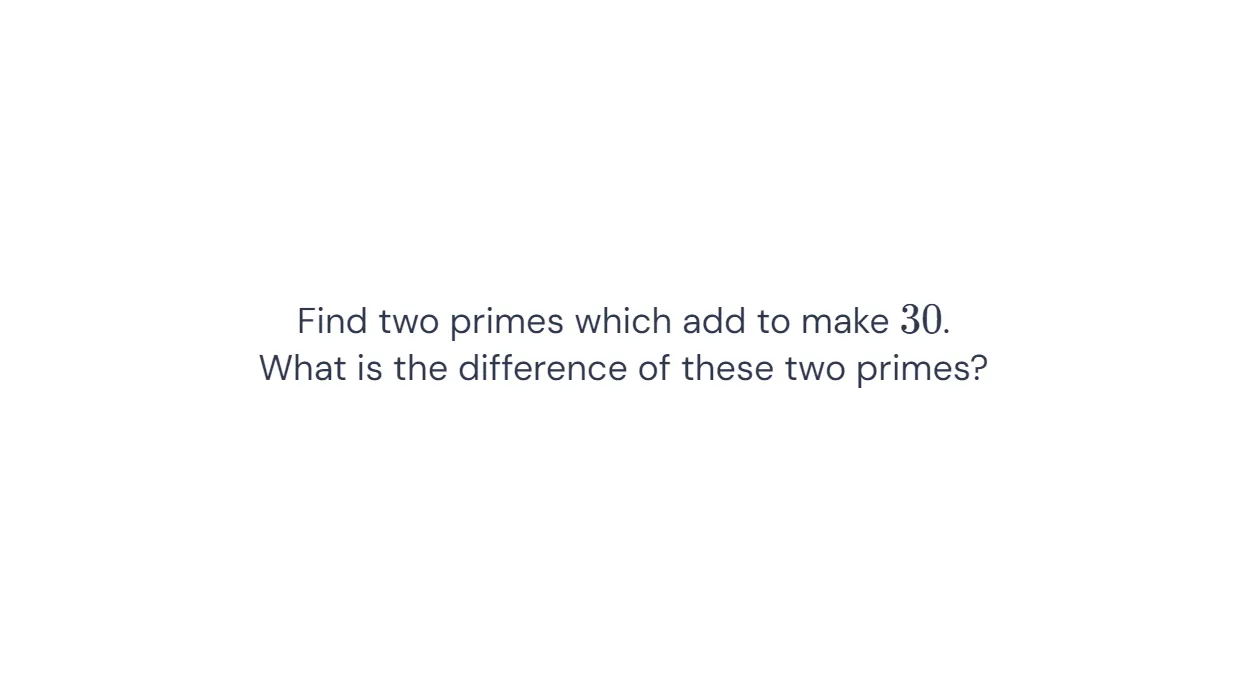 Find two primes which add to make 30.
What is the difference of these two primes?